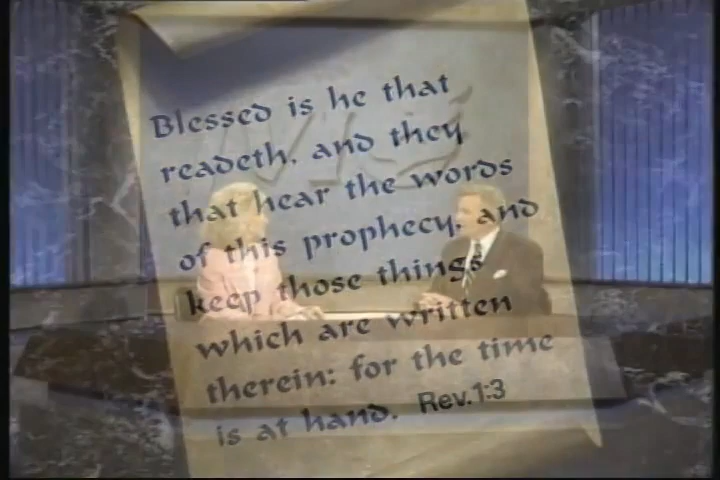 Blessed is he that
readeth, and they
that hear the words
of this prophecy, and
keep those things
which are written
therein: for the time
is at hand. Rev.1:3